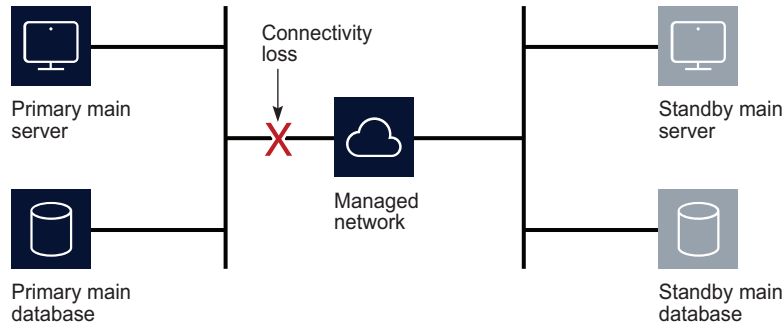 Connectivity
loss
Primary main
server
Standby main
server
Managed
network
Primary main
database
Standby main
database